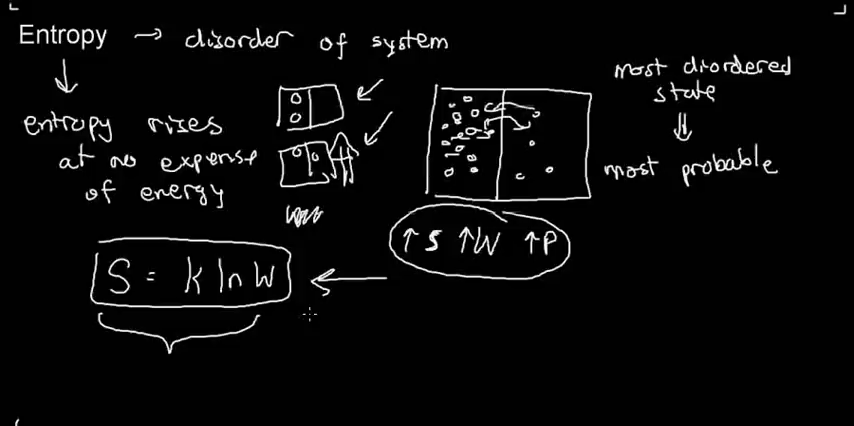 Entropy → disorder of system
entropy rises
at no expense
of energy
most disordered
state
most probable
↑ S ↑ W ↑ P
S = k ln W